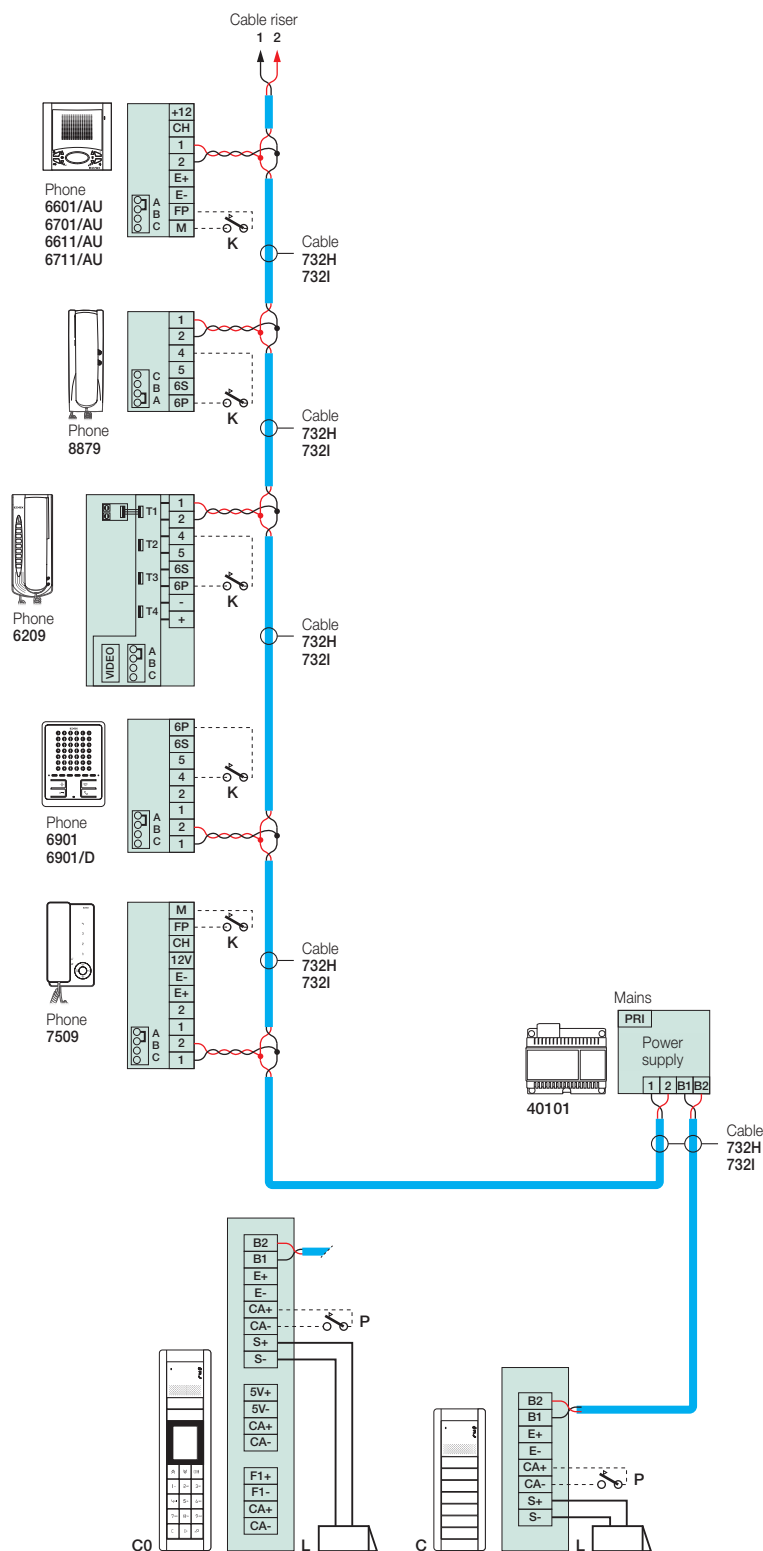 Cable riser
1 2
+12
CH
1
2
E+
E-
FP
M
A
B
C
K
Phone
6601/AU
6701/AU
6611/AU
6711/AU
Cable
732H
732I
1
2
4
5
6S
6P
C
B
A
K
Phone
8879
Cable
732H
732I
1
2
4
5
6S
6P
-
+
T1
T2
T3
T4
VIDEO
A
B
C
K
Phone
6209
Cable
732H
732I
6P
6S
5
4
2
1
2
1
A
B
C
K
Phone
6901
6901/D
M
FP
CH
12V
E-
E+
2
1
2
1
A
B
C
K
Phone
7509
Cable
732H
732I
Mains
PRI
Power
supply
1 2 B1 B2
40101
Cable
732H
732I
B2
B1
E+
E-
CA+
CA-
S+
S-
P
5V+
5V-
CA+
CA-
F1+
F1-
CA+
CA-
C0
L
B2
B1
E+
E-
CA+
CA-
S+
S-
P
C
L